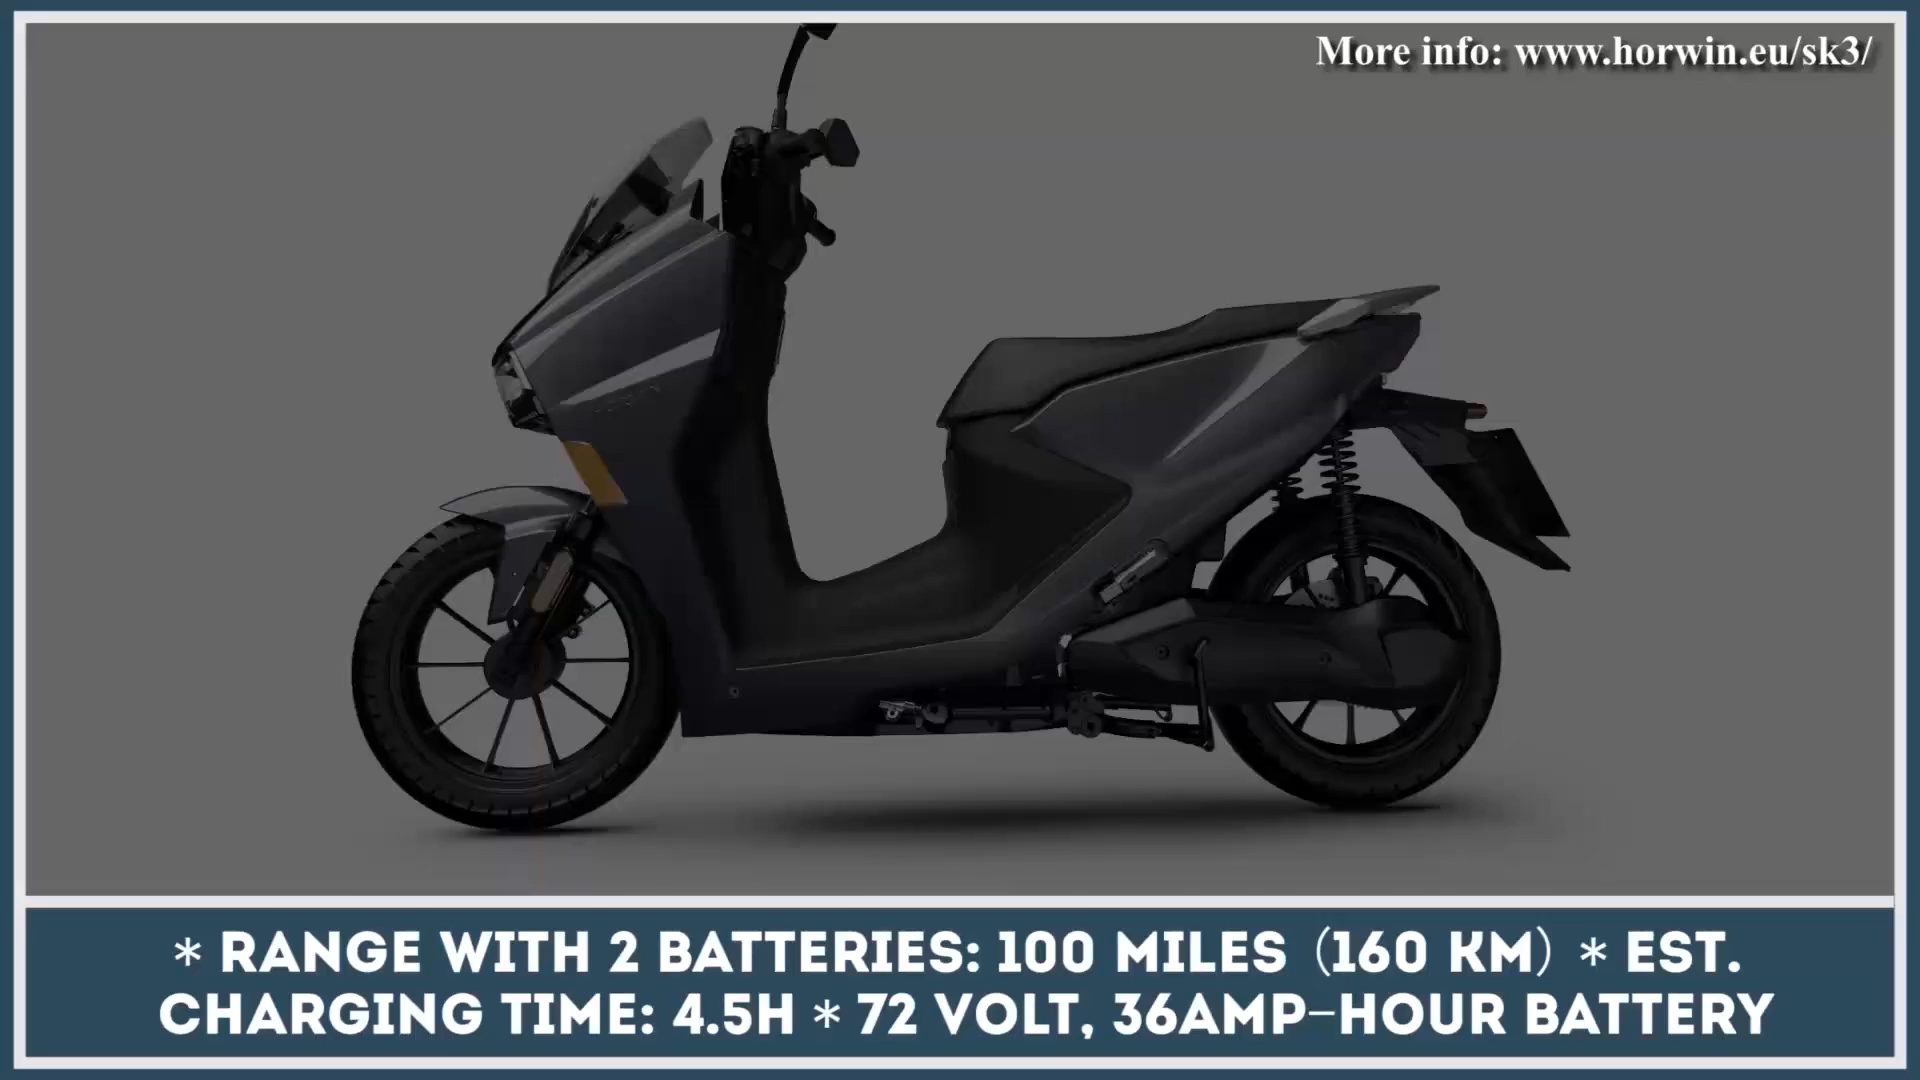 More info: www.horwin.eu/sk3/
* RANGE WITH 2 BATTERIES: 100 MILES (160 KM) * EST.
CHARGING TIME: 4.5H * 72 VOLT, 36AMP-HOUR BATTERY